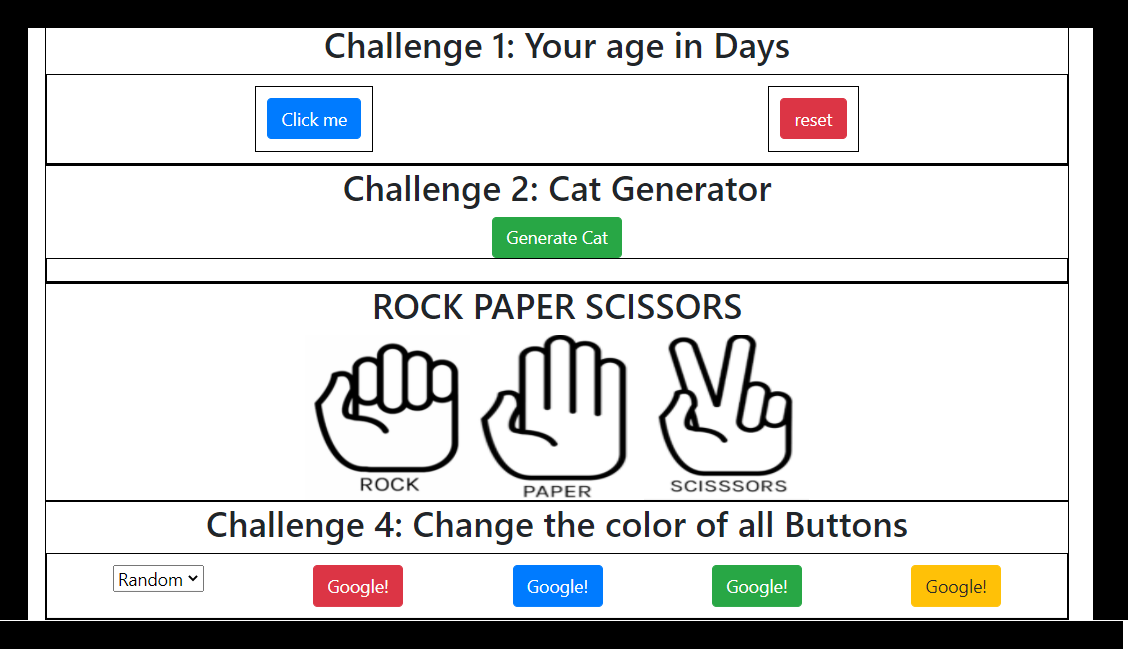 Challenge 1: Your age in Days
Click me
reset
Challenge 2: Cat Generator
Generate Cat
ROCK PAPER SCISSORS
ROCK
PAPER
SCISSSORS
Challenge 4: Change the color of all Buttons
Random
Google!
Google!
Google!
Google!